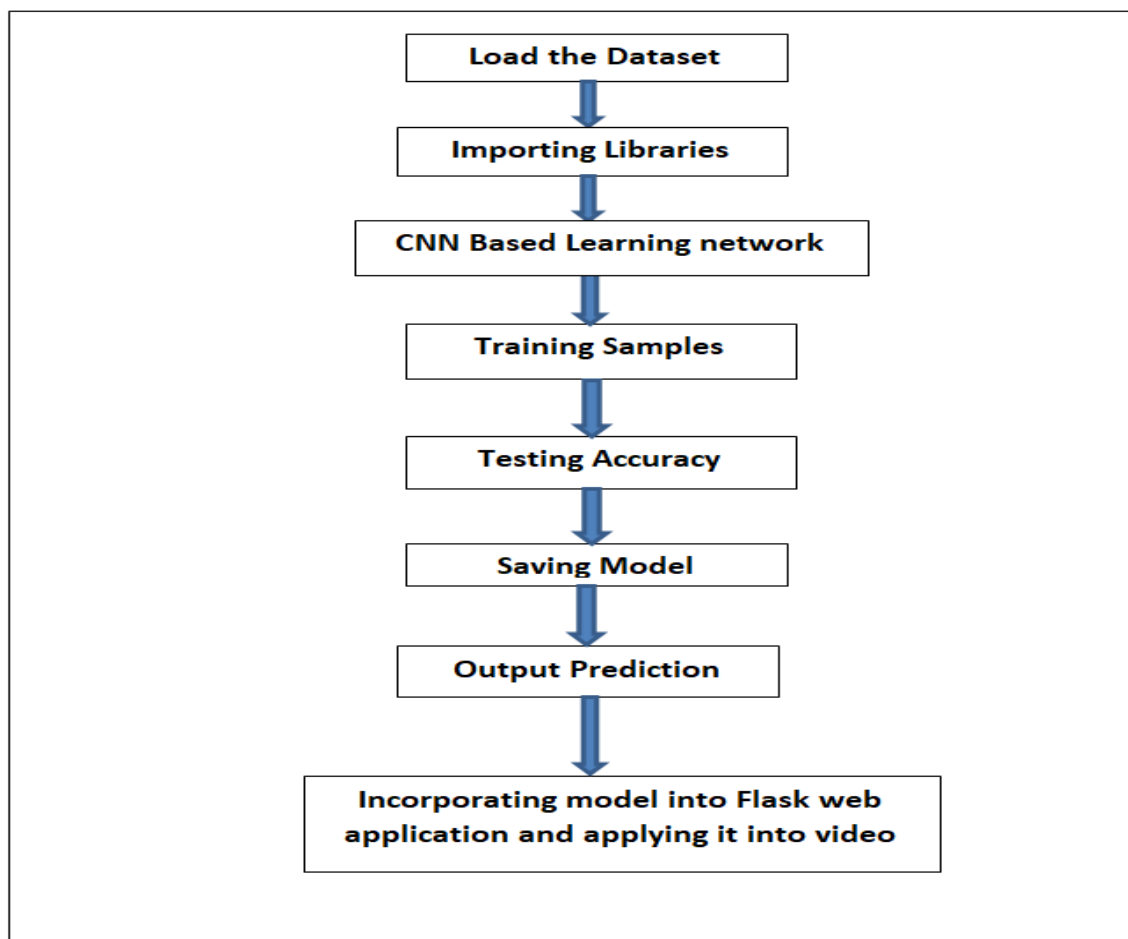 Load the Dataset
Importing Libraries
CNN Based Learning network
Training Samples
Testing Accuracy
Saving Model
Output Prediction
Incorporating model into Flask web
application and applying it into video